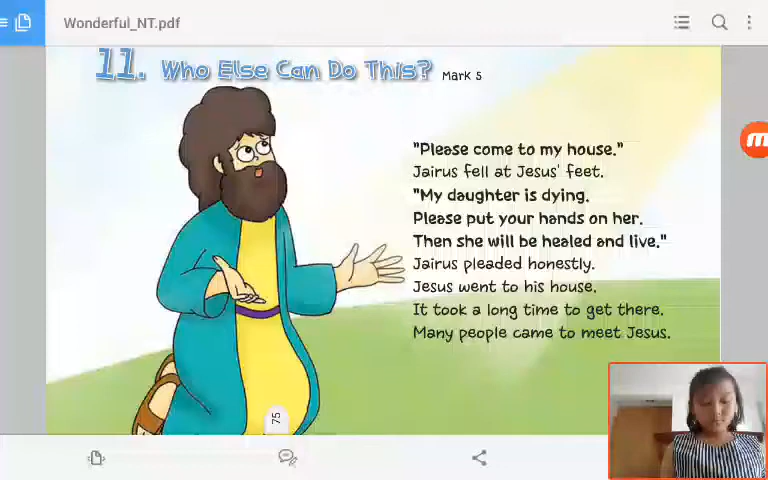 Wonderful_NT.pdf
11. Who Else Can Do This? Mark 5
"Please come to my house."
Jairus fell at Jesus' feet.
"My daughter is dying.
Please put your hands on her.
Then she will be healed and live."
Jairus pleaded honestly.
Jesus went to his house.
It took a long time to get there.
Many people came to meet Jesus.
75